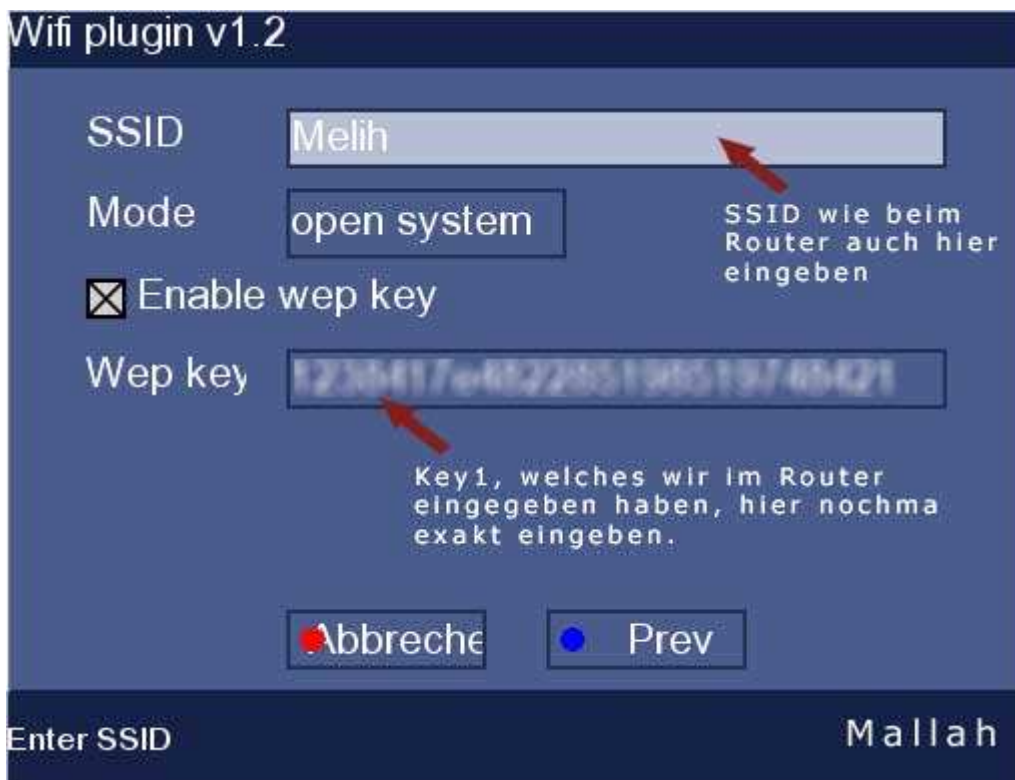 Wifi plugin v1.2
SSID
Melih
SSID wie beim
Router auch hier
eingeben
Mode
open system
Enable wep key
Wep key
Key1, welches wir im Router
eingegeben haben, hier nochma
exakt eingeben.
Abbreche
Prev
Enter SSID
Mallah